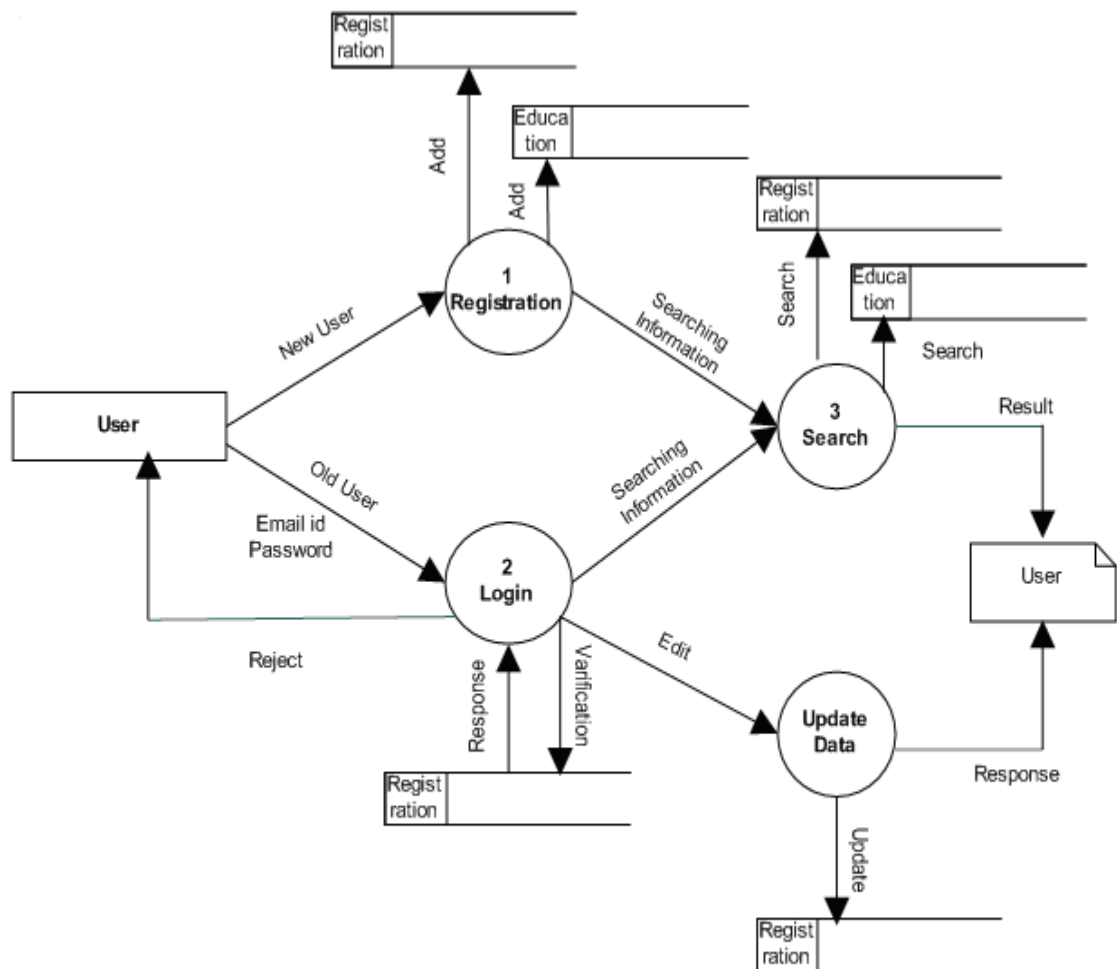 Regist
ration
Educa
tion
Add
Add
Regist
ration
Educa
tion
Search
Search
1
Registration
New User
Searching
Information
User
3
Search
Result
Old User
Email id
Password
Searching
Information
2
Login
User
Reject
Response
Varification
Edit
Update
Data
Response
Regist
ration
Update
Regist
ration